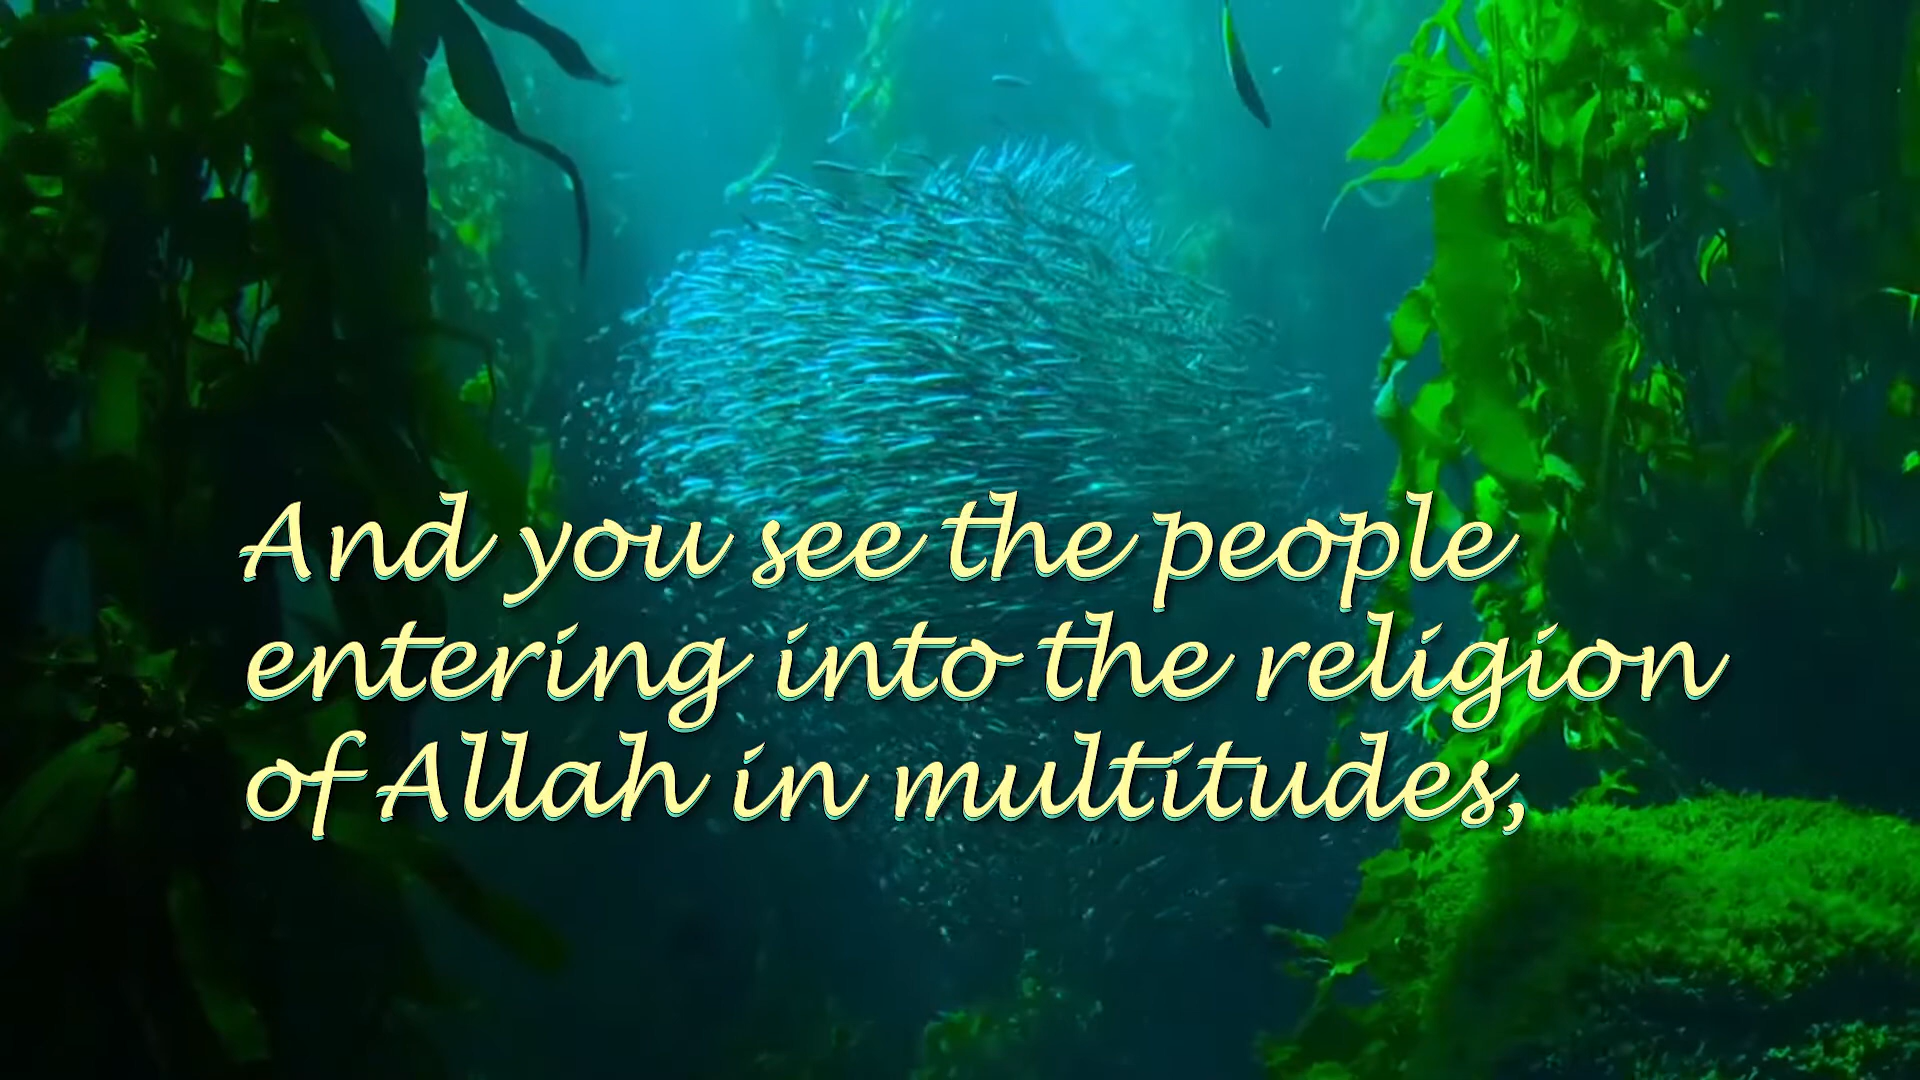 And you see the people
entering into the religion
of Allah in multitudes,